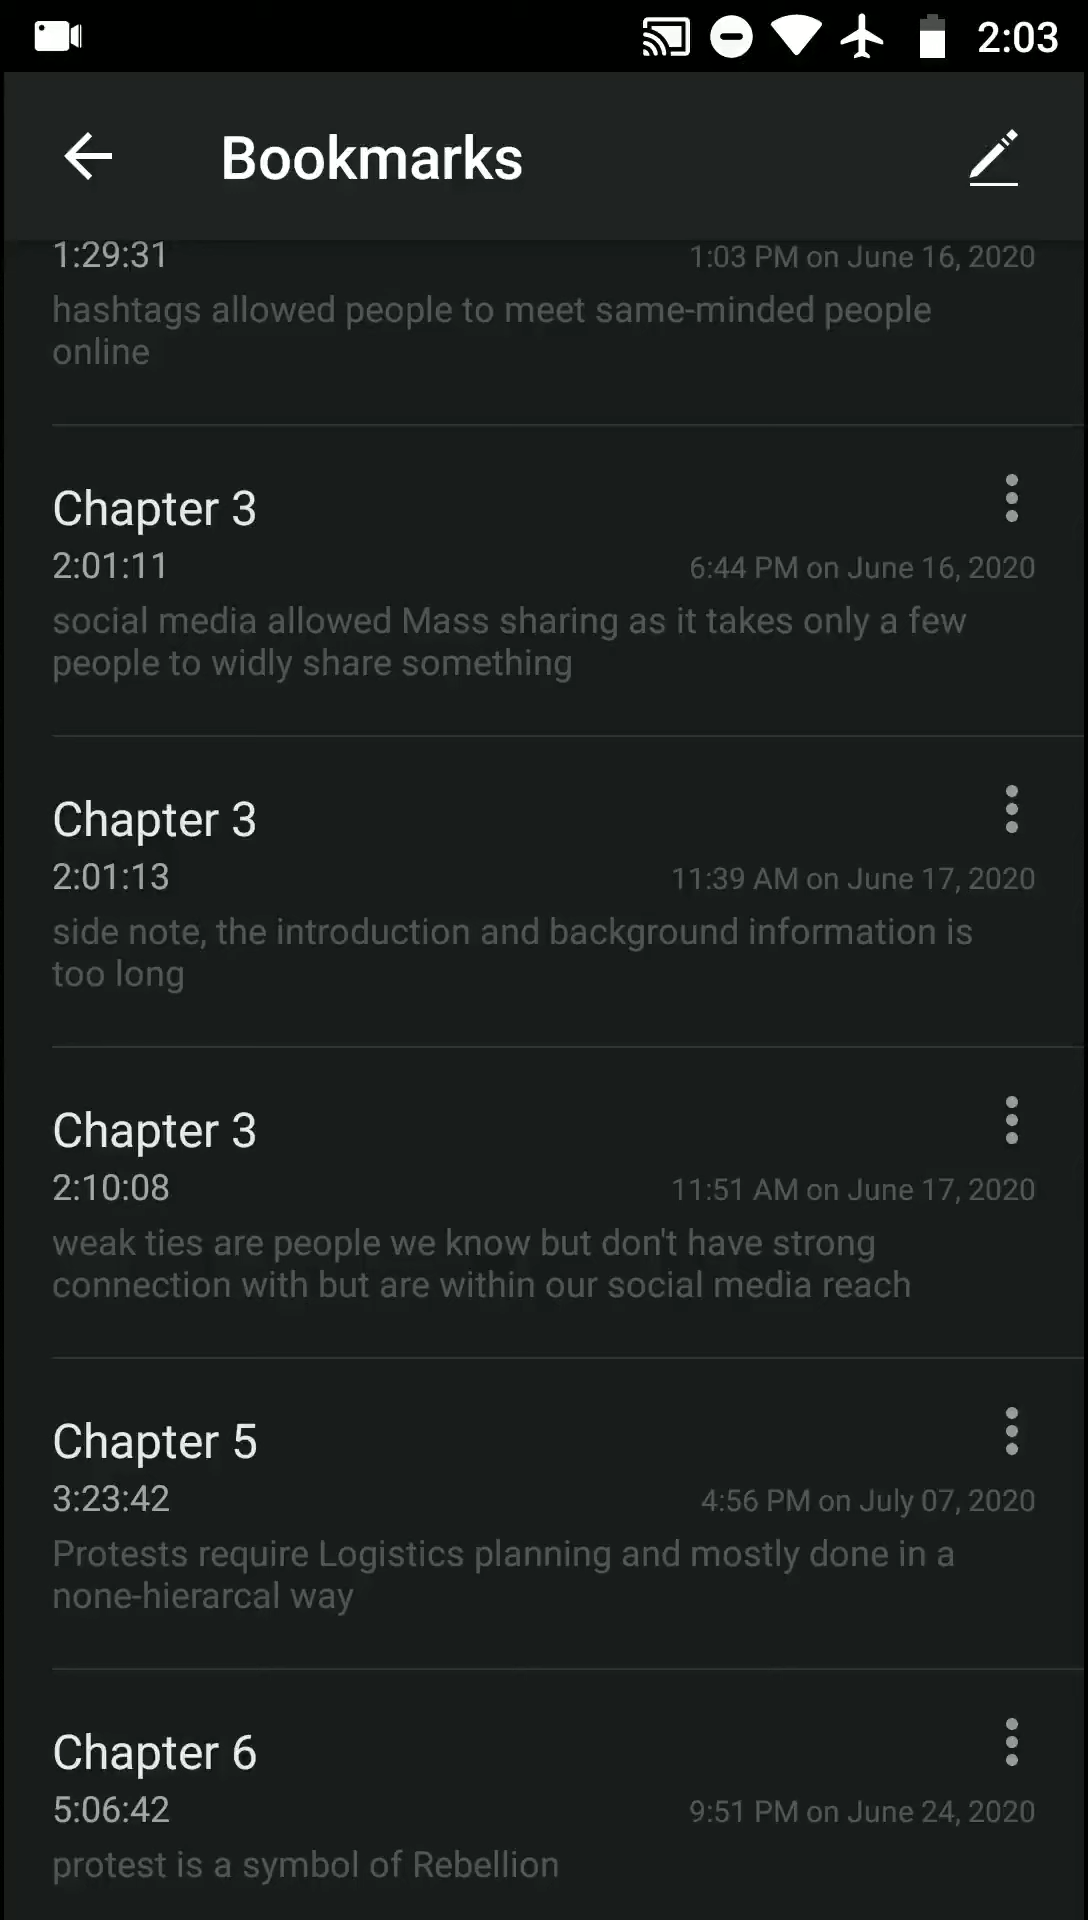 2:03
Bookmarks
1:29:31 1:03 PM on June 16, 2020
hashtags allowed people to meet same-minded people
online
Chapter 3
2:01:11 6:44 PM on June 16, 2020
social media allowed Mass sharing as it takes only a few
people to widly share something
Chapter 3
2:01:13 11:39 AM on June 17, 2020
side note, the introduction and background information is
too long
Chapter 3
2:10:08 11:51 AM on June 17, 2020
weak ties are people we know but don't have strong
connection with but are within our social media reach
Chapter 5
3:23:42 4:56 PM on July 07, 2020
Protests require Logistics planning and mostly done in a
none-hierarcal way
Chapter 6
5:06:42 9:51 PM on June 24, 2020
protest is a symbol of Rebellion